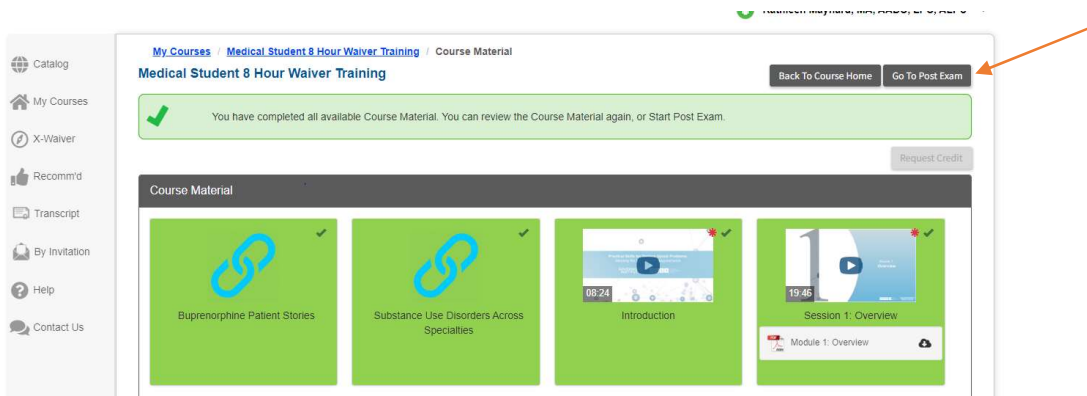 My Courses / Medical Student 8 Hour Waiver Training / Course Material
Medical Student 8 Hour Waiver Training
Back To Course Home
Go To Post Exam
You have completed all available Course Material. You can review the Course Material again, or Start Post Exam.
Request Credit
Catalog
My Courses
X-Waiver
Recomm'd
Transcript
By Invitation
Help
Contact Us
Course Material
Buprenorphine Patient Stories
Substance Use Disorders Across
Specialties
08:24
Introduction
1
19:46
Session 1: Overview
Module 1: Overview